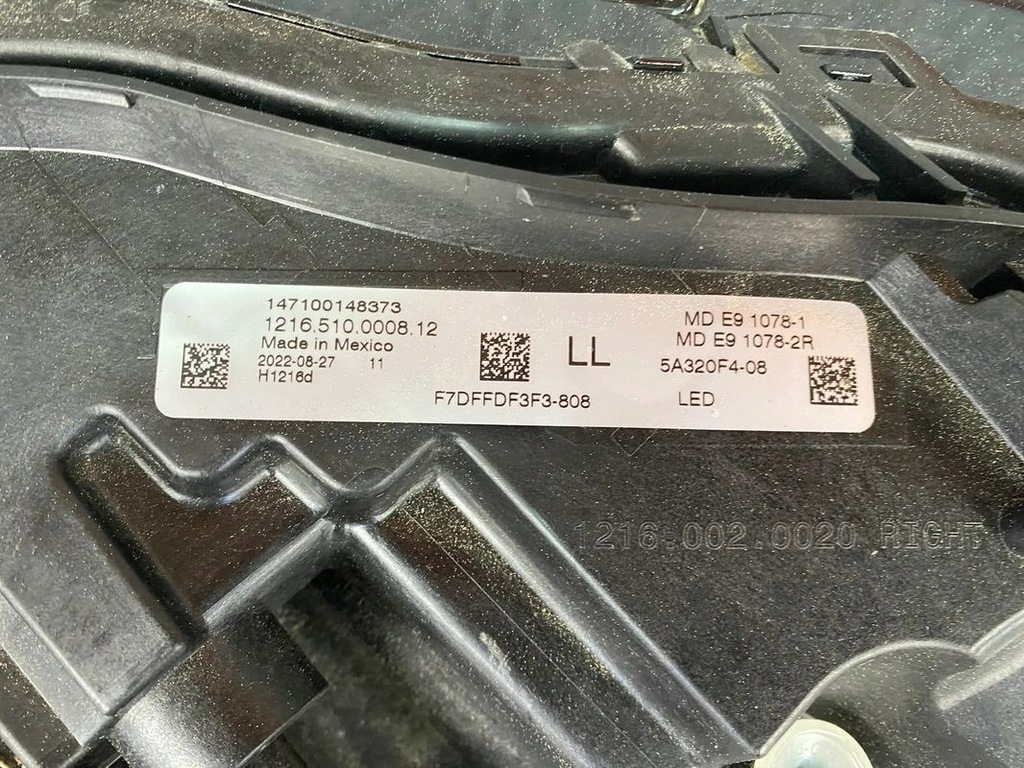 147100148373
1216.510.0008.12
Made in Mexico
2022-08-27 11
H1216d
LL
F7DFFDF3F3-808
MD E9 1078-1
MD E9 1078-2R
5A320F4-08
LED
1216.002.0020 RIGHT